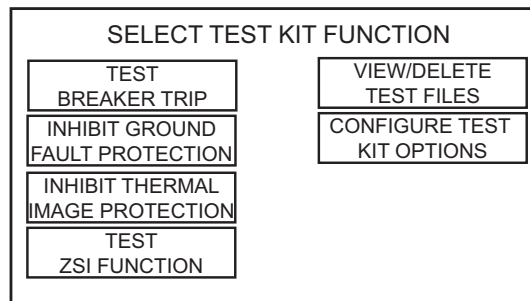 SELECT TEST KIT FUNCTION
TEST
BREAKER TRIP
INHIBIT GROUND
FAULT PROTECTION
INHIBIT THERMAL
IMAGE PROTECTION
TEST
ZSI FUNCTION
VIEW/DELETE
TEST FILES
CONFIGURE TEST
KIT OPTIONS